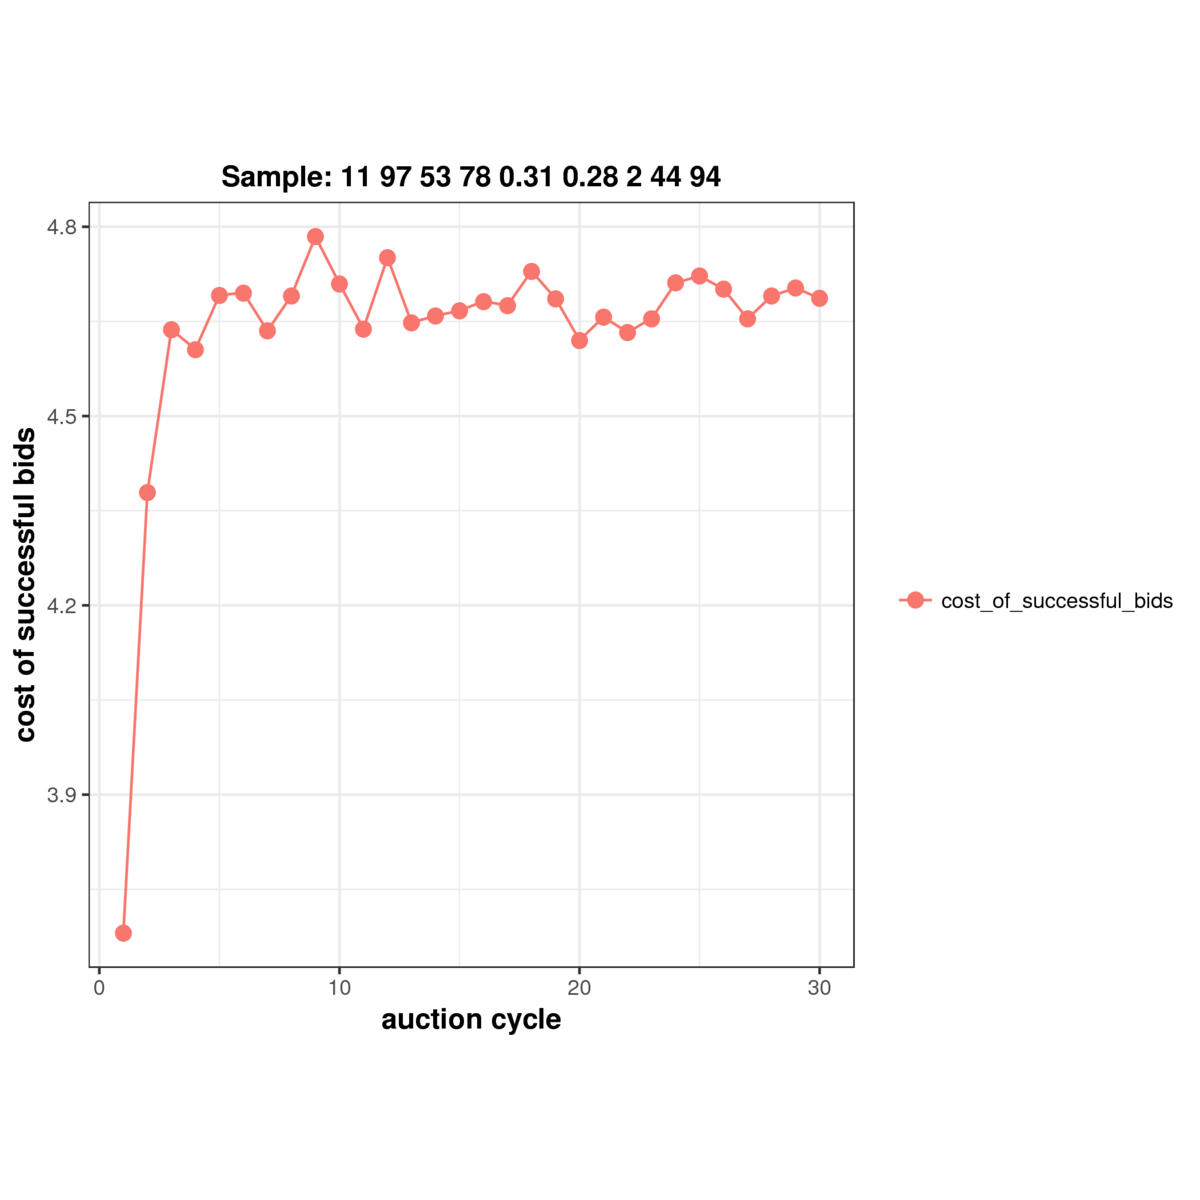 Sample: 11 97 53 78 0.31 0.28 2 44 94
4.8
4.5
4.2
3.9
cost of successful bids
0 10 20 30
auction cycle
cost_of_successful_bids